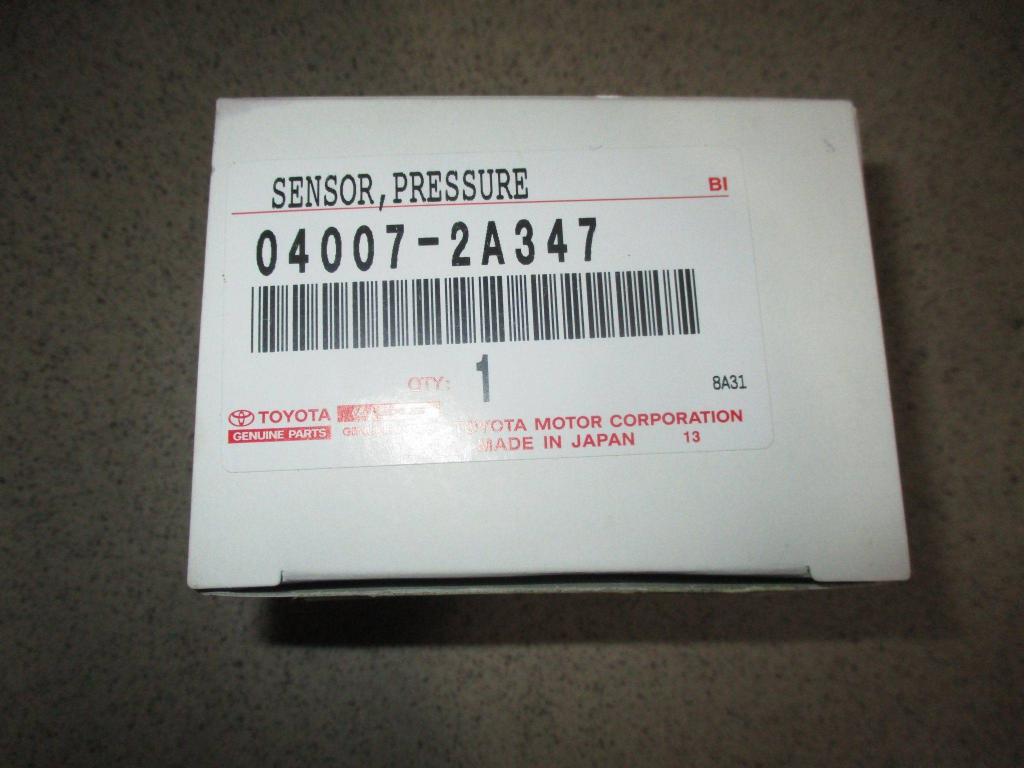 SENSOR,PRESSURE
BI
04007-2A347
QTY: 1
8A31
TOYOTA
GENUINE PARTS
TOYOTA MOTOR CORPORATION
MADE IN JAPAN 13